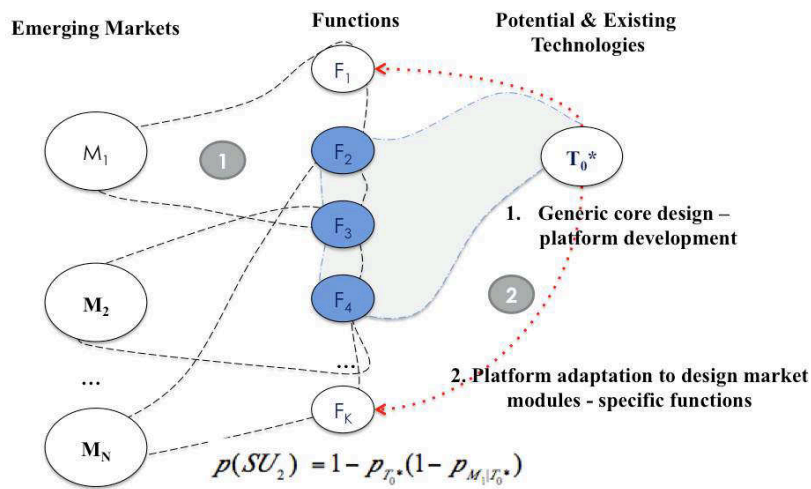 Emerging Markets
Functions
Potential & Existing
Technologies
F1
M1
1
F2
T0*
F3
1. Generic core design –
platform development
M2
F4
2
...
...
2. Platform adaptation to design market
modules - specific functions
FK
MN
p(SU2) = 1 - pT0*(1 - pM1|T0*)